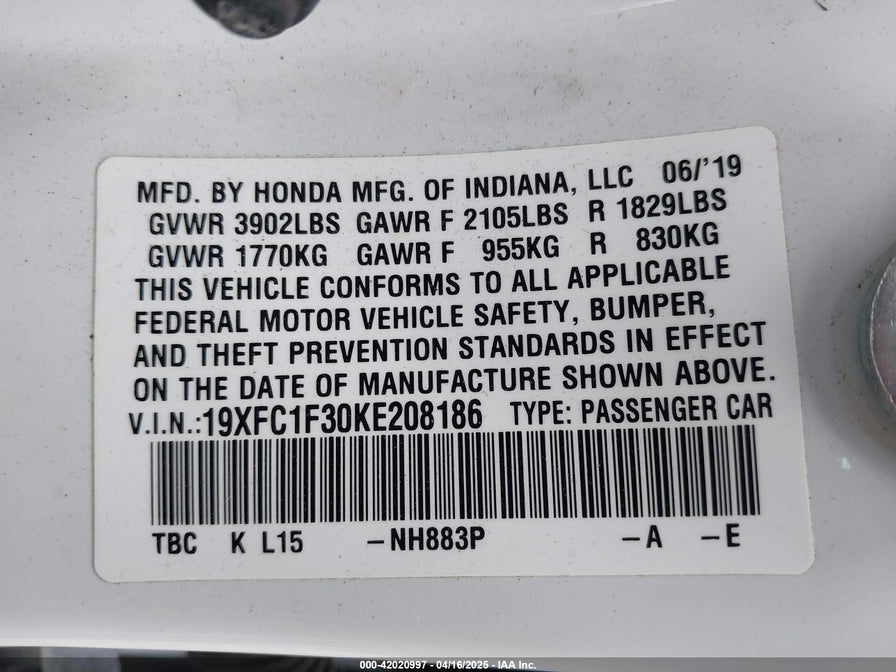 MFD. BY HONDA MFG. OF INDIANA, LLC 06/'19
GVWR 3902LBS GAWR F 2105LBS R 1829LBS
GVWR 1770KG GAWR F 955KG R 830KG
THIS VEHICLE CONFORMS TO ALL APPLICABLE
FEDERAL MOTOR VEHICLE SAFETY, BUMPER,
AND THEFT PREVENTION STANDARDS IN EFFECT
ON THE DATE OF MANUFACTURE SHOWN ABOVE.
V.I.N.:19XFC1F30KE208186 TYPE: PASSENGER CAR
TBC K L15 –NH883P –A –E
000-42020997 - 04/16/2025 - IAA Inc.